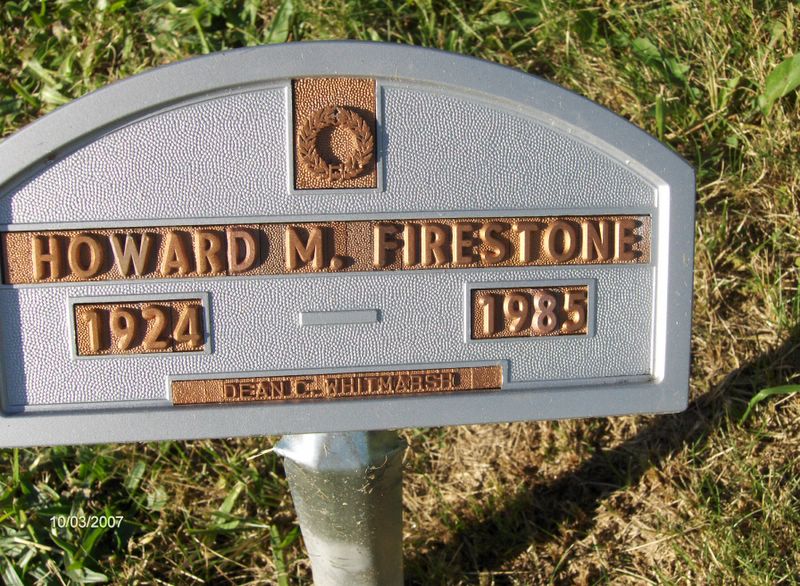 HOWARD M. FIRESTONE
1924 — 1985
DEAN C. WHITMARSH
10/03/2007